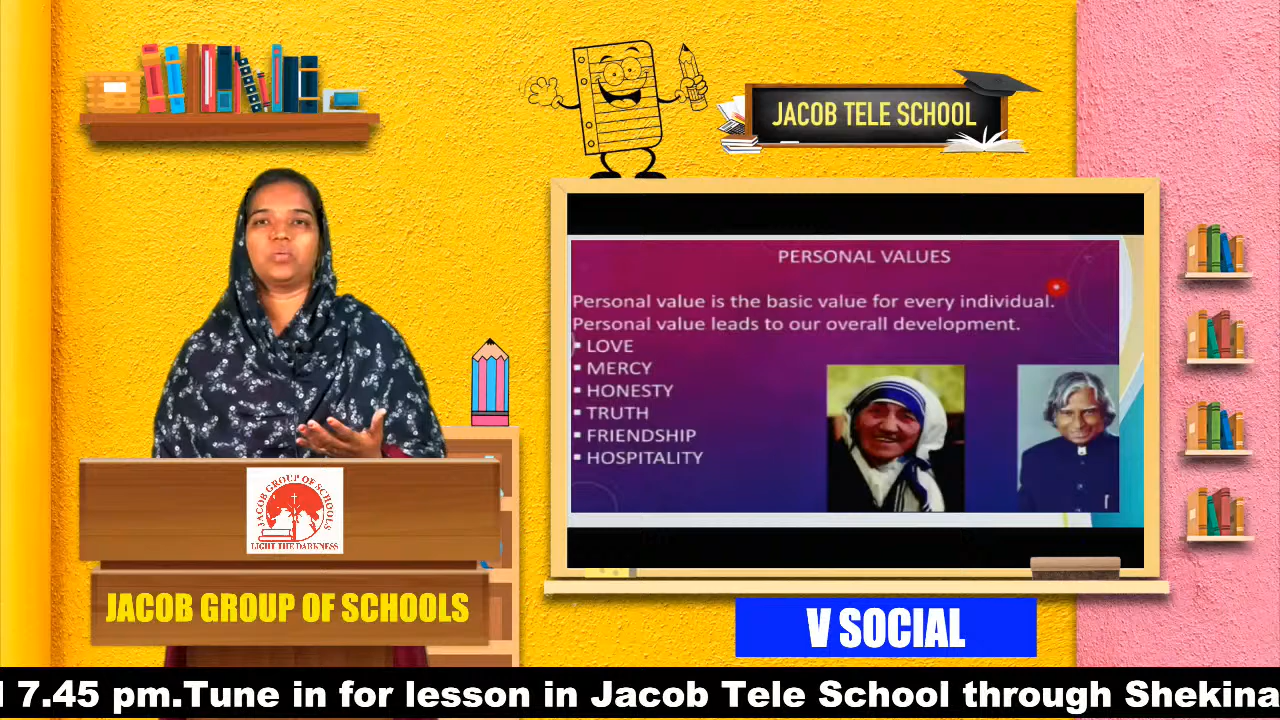 JACOB TELE SCHOOL
PERSONAL VALUES
Personal value is the basic value for every individual.
Personal value leads to our overall development.
▪ LOVE
▪ MERCY
▪ HONESTY
▪ TRUTH
▪ FRIENDSHIP
▪ HOSPITALITY
JACOB GROUP OF SCHOOLS
LIGHT THE DARKNESS
JACOB GROUP OF SCHOOLS
V SOCIAL
7.45 pm.Tune in for lesson in Jacob Tele School through Shekina